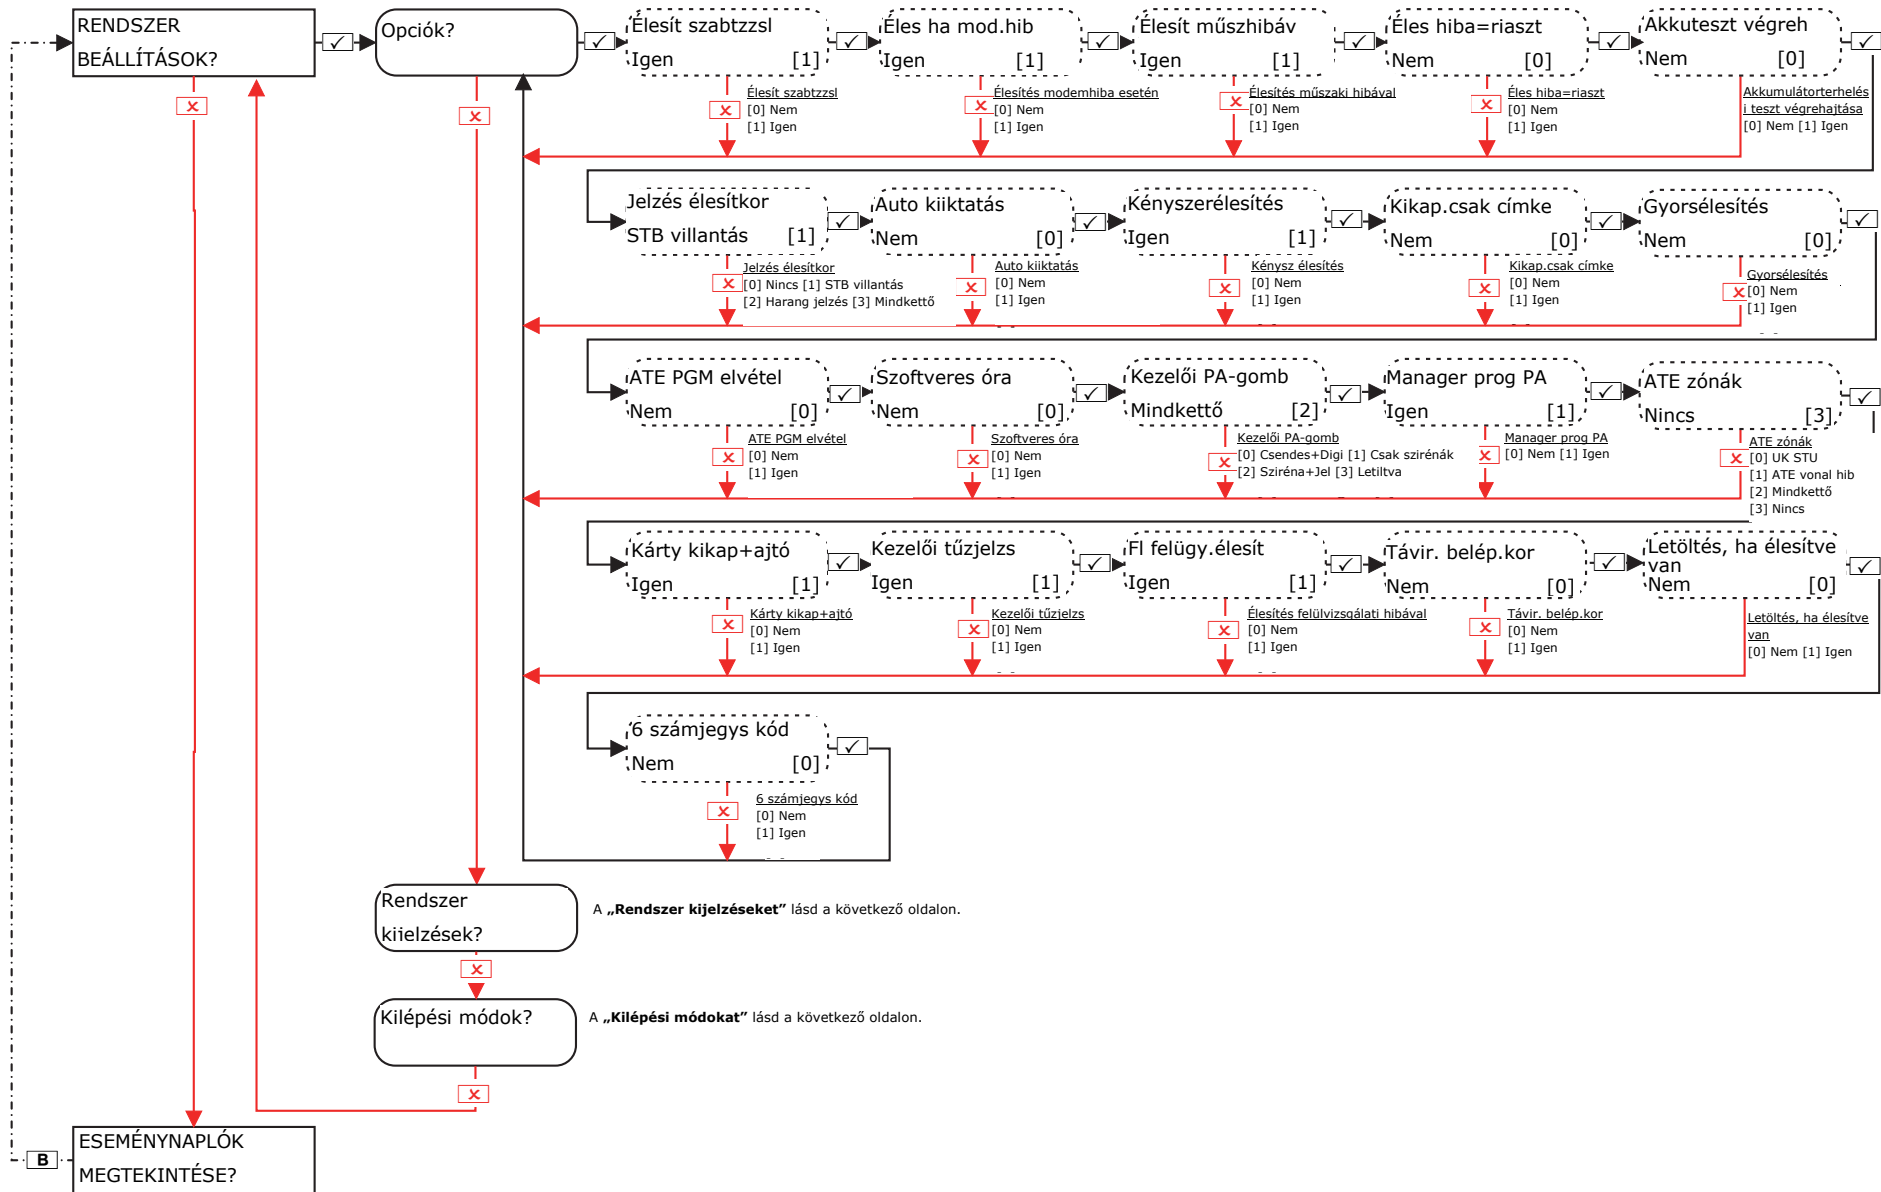 RENDSZER
BEÁLLÍTÁSOK?
Opciók?
Élesít szabtzzsl
Igen [1]
Élesít szabtzzsl
[0] Nem
[1] Igen
Éles ha mod.hib
Igen [1]
Élesítés modemhiba esetén
[0] Nem
[1] Igen
Élesít műszhibáv
Igen [1]
Élesítés műszaki hibával
[0] Nem
[1] Igen
Éles hiba=riaszt
Nem [0]
Éles hiba=riaszt
[0] Nem
[1] Igen
Akkuteszt végreh
Nem [0]
Akkumulátorterhelés
i teszt végrehajtása
[0] Nem [1] Igen
Jelzés élesítkor
STB villantás [1]
Jelzés élesítkor
[0] Nincs [1] STB villantás
[2] Harang jelzés [3] Mindkettő
Auto kiiktatás
Nem [0]
Auto kiiktatás
[0] Nem
[1] Igen
Kényszerélesítés
Igen [1]
Kénysz élesítés
[0] Nem
[1] Igen
Kikap.csak címke
Nem [0]
Kikap.csak címke
[0] Nem
[1] Igen
Gyorsélesítés
Nem [0]
Gyorsélesítés
[0] Nem
[1] Igen
ATE PGM elvétel
Nem [0]
ATE PGM elvétel
[0] Nem
[1] Igen
Szoftveres óra
Nem [0]
Szoftveres óra
[0] Nem
[1] Igen
Kezelői PA-gomb
Mindkettő [2]
Kezelői PA-gomb
[0] Csendes+Digi [1] Csak szirénák
[2] Sziréna+Jel [3] Letiltva
Manager prog PA
Igen [1]
Manager prog PA
[0] Nem [1] Igen
ATE zónák
Nincs [3]
ATE zónák
[0] UK STU
[1] ATE vonal hib
[2] Mindkettő
[3] Nincs
Kárty kikap+ajtó
Igen [1]
Kárty kikap+ajtó
[0] Nem
[1] Igen
Kezelői tűzjelzs
Igen [1]
Kezelői tűzjelzs
[0] Nem
[1] Igen
Fl felügy.élesít
Igen [1]
Élesítés felülvizsgálati hibával
[0] Nem
[1] Igen
Távir. belép.kor
Nem [0]
Távir. belép.kor
[0] Nem
[1] Igen
Letöltés, ha élesítve
van
Nem [0]
Letöltés, ha élesítve
van
[0] Nem [1] Igen
6 számjegys kód
Nem [0]
6 számjegys kód
[0] Nem
[1] Igen
Rendszer
kijelzések?
A „Rendszer kijelzéseket” lásd a következő oldalon.
Kilépési módok?
A „Kilépési módokat” lásd a következő oldalon.
ESEMÉNYNAPLÓK
MEGTEKINTÉSE?
B